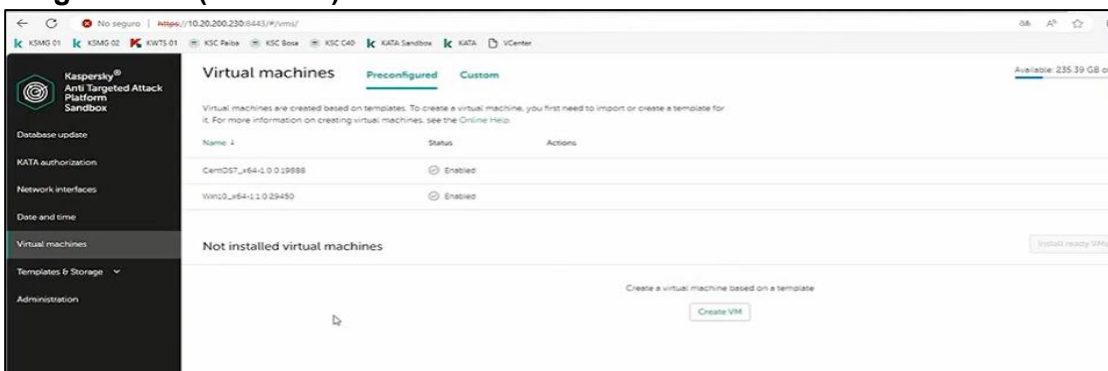 No seguro | https://10.20.200.230:8443/#/vms/
KSMG 01 KSMG 02 KWTS 01 KSC Paiba KSC Bosa KSC C40 KATA Sandbox KATA VCenter
Kaspersky®
Anti Targeted Attack
Platform
Sandbox
Database update
KATA authorization
Network interfaces
Date and time
Virtual machines
Templates & Storage
Administration
Virtual machines Preconfigured Custom
Available: 235.39 GB
Virtual machines are created based on templates. To create a virtual machine, you first need to import or create a template for
it. For more information on creating virtual machines, see the Online Help.
Name Status Actions
CentOS7_x64-1.0.0.19888 Enabled
Win10_x64-1.1.0.29450 Enabled
Not installed virtual machines
Install ready VMs
Create a virtual machine based on a template
Create VM